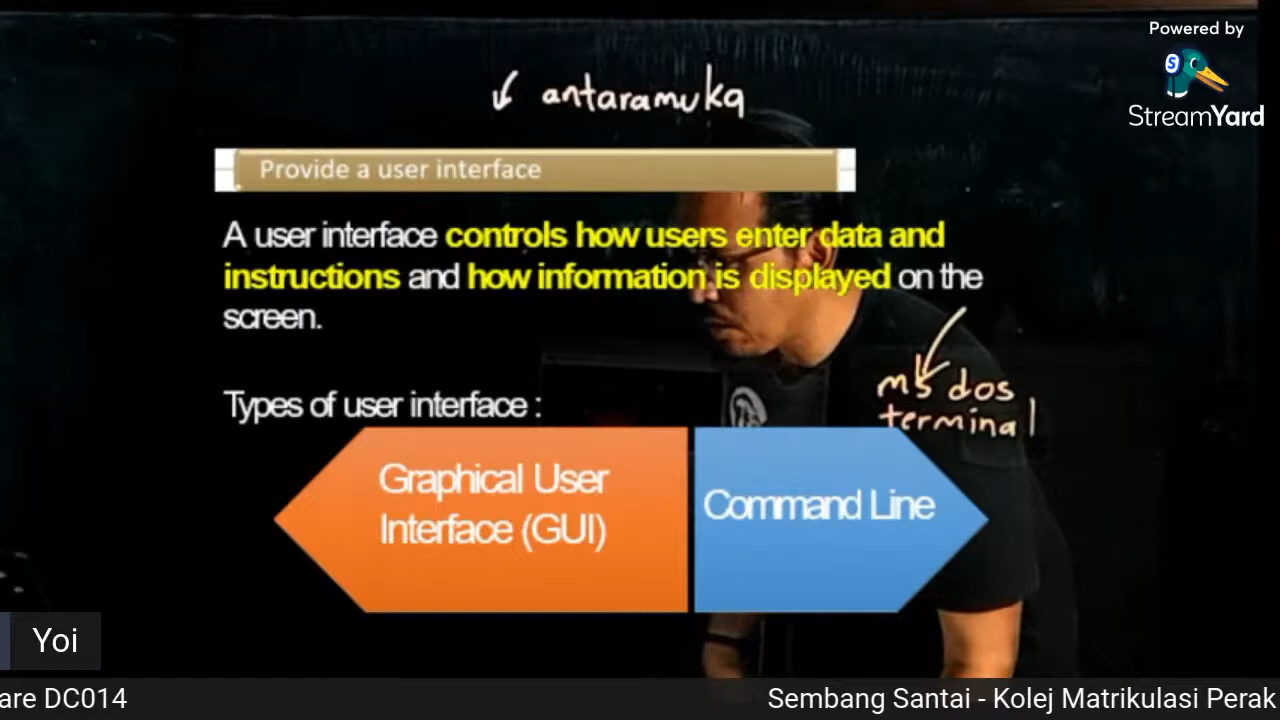 Powered by
StreamYard
antaramuka
Provide a user interface
A user interface controls how users enter data and
instructions and how information is displayed on the
screen.
ms dos
terminal
Types of user interface :
Graphical User
Interface (GUI)
Command Line
Yoi
are DC014
Sembang Santai - Kolej Matrikulasi Perak